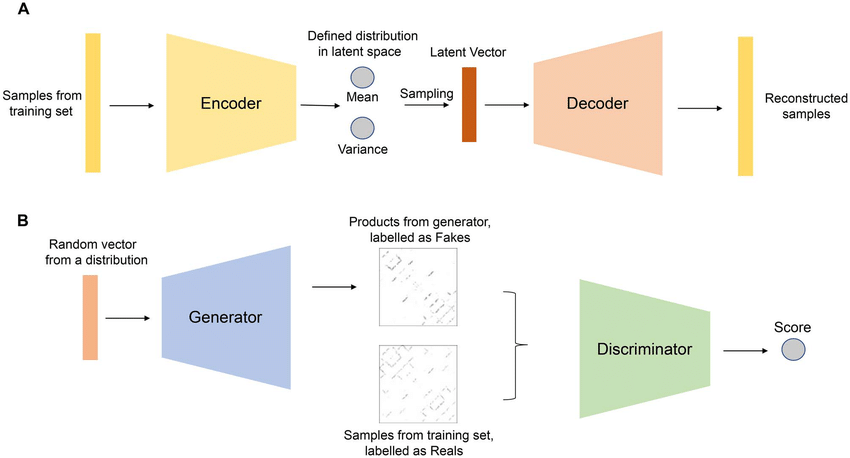 A
Defined distribution
in latent space
Latent Vector
Samples from
training set
Encoder
Mean
Sampling
Decoder
Reconstructed
samples
Variance
B
Products from generator,
labelled as Fakes
Random vector
from a distribution
Generator
Discriminator
Score
Samples from training set,
labelled as Reals